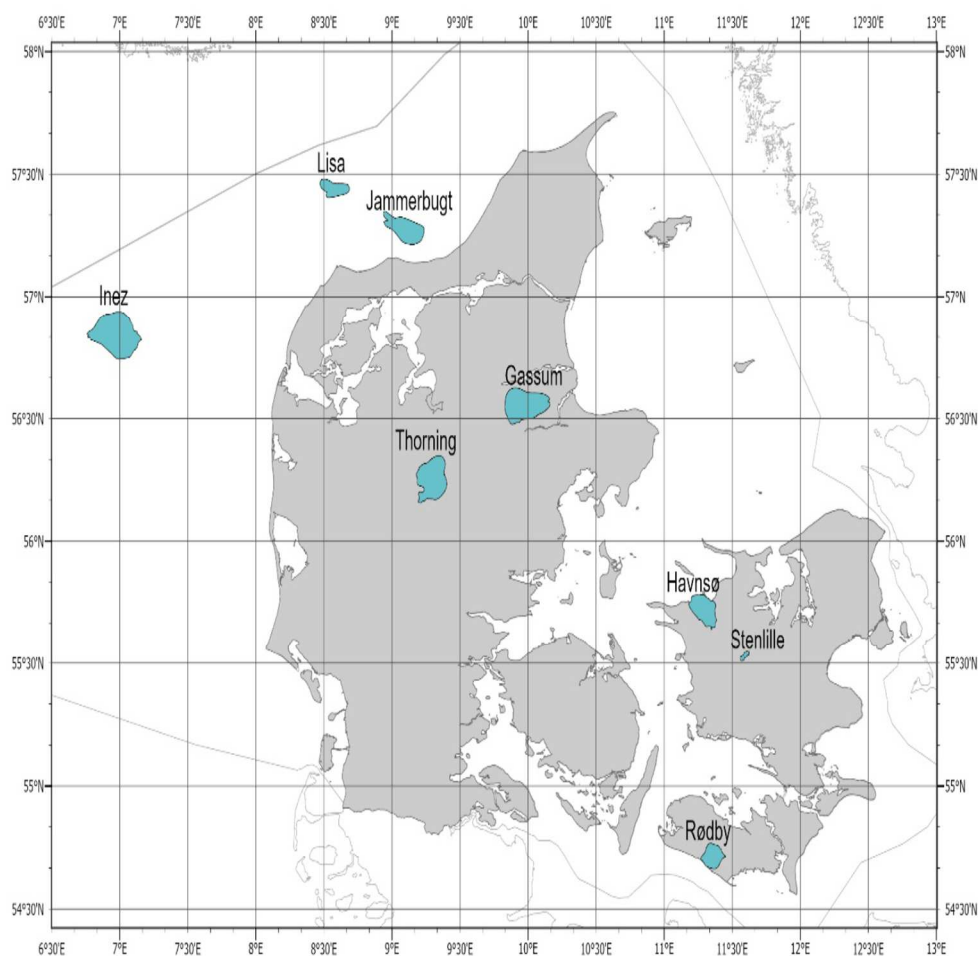 6°30'E 7°E 7°30'E 8°E 8°30'E 9°E 9°30'E 10°E 10°30'E 11°E 11°30'E 12°E 12°30'E 13°E
58°N 58°N
Lisa
57°30'N 57°30'N
Jammerbugt
Inez
57°N 57°N
Gassum
56°30'N 56°30'N
Thorning
56°N 56°N
Havnsø
Stenlille
55°30'N 55°30'N
55°N 55°N
Rødby
54°30'N 54°30'N
6°30'E 7°E 7°30'E 8°E 8°30'E 9°E 9°30'E 10°E 10°30'E 11°E 11°30'E 12°E 12°30'E 13°E